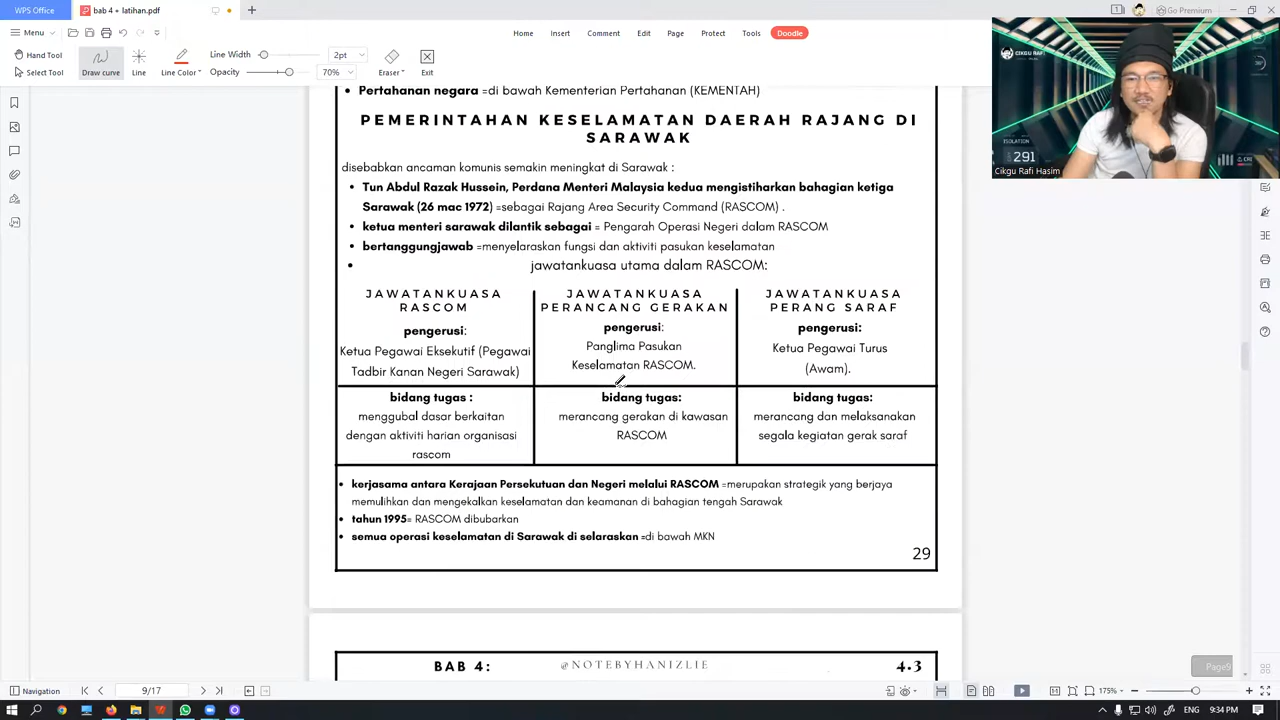 WPS Office
bab 4 + latihan.pdf
Go Premium
Menu
Home
Insert
Comment
Edit
Page
Protect
Tools
Doodle
Hand Tool
Select Tool
Draw curve
Line
Line Color
Line Width
2pt
Opacity
70%
Eraser
Exit
CIKGU RAFI
ISOLATION
291
Cikgu Rafi Hasim
Pertahanan negara =di bawah Kementerian Pertahanan (KEMENTAH)
PEMERINTAHAN KESELAMATAN DAERAH RAJANG DI
SARAWAK
disebabkan ancaman komunis semakin meningkat di Sarawak :
Tun Abdul Razak Hussein, Perdana Menteri Malaysia kedua mengistiharkan bahagian ketiga
Sarawak (26 mac 1972) =sebagai Rajang Area Security Command (RASCOM) .
ketua menteri sarawak dilantik sebagai = Pengarah Operasi Negeri dalam RASCOM
bertanggungjawab =menyelaraskan fungsi dan aktiviti pasukan keselamatan
jawatankuasa utama dalam RASCOM:
JAWATANKUASA
RASCOM
pengerusi:
Ketua Pegawai Eksekutif (Pegawai
Tadbir Kanan Negeri Sarawak)
JAWATANKUASA
PERANCANG GERAKAN
pengerusi:
Panglima Pasukan
Keselamatan RASCOM.
JAWATANKUASA
PERANG SARAF
pengerusi:
Ketua Pegawai Turus
(Awam).
bidang tugas :
menggubal dasar berkaitan
dengan aktiviti harian organisasi
rascom
bidang tugas:
merancang gerakan di kawasan
RASCOM
bidang tugas:
merancang dan melaksanakan
segala kegiatan gerak saraf
kerjasama antara Kerajaan Persekutuan dan Negeri melalui RASCOM =merupakan strategik yang berjaya
memulihkan dan mengekalkan keselamatan dan keamanan di bahagian tengah Sarawak
tahun 1995= RASCOM dibubarkan
semua operasi keselamatan di Sarawak di selaraskan =di bawah MKN
29
BAB 4:
@NOTEBYHANIZLIE
4.3
Page9
Navigation
9/17
175%
9:34 PM